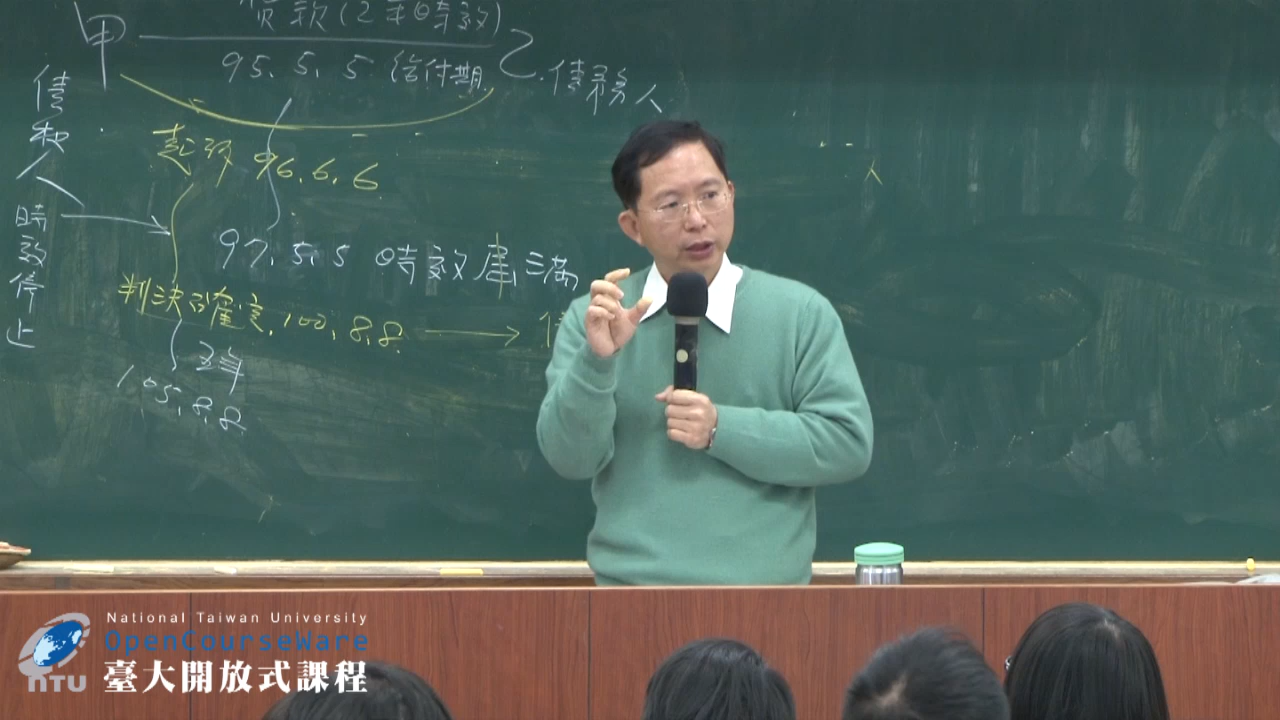 甲 貨款(2年時效) 乙.債務人
95.5.5.給付期
債權人
起訴 96.6.6
97.5.5 時效屆滿
時效停止
判決確定.100.8.8.
五年
105.8.8.
National Taiwan University
OpenCourseWare
臺大開放式課程
NTU